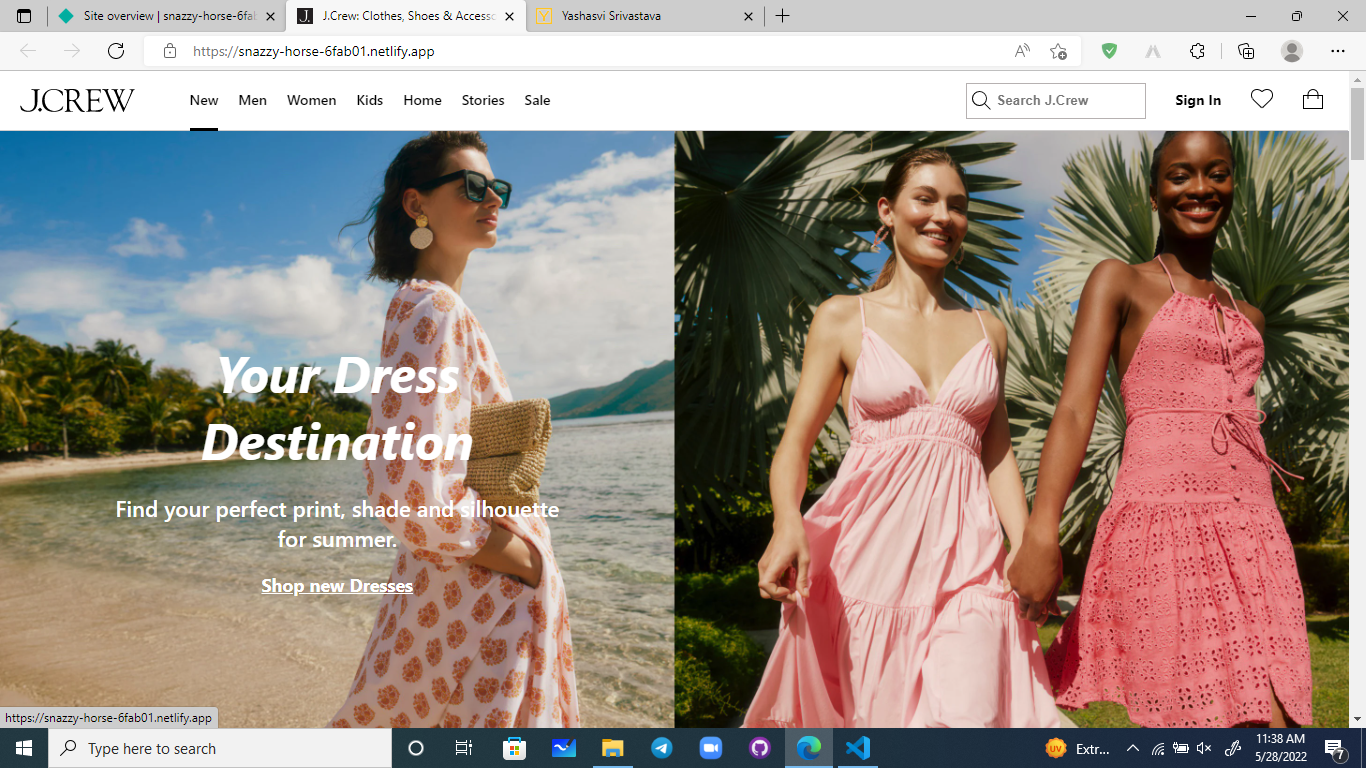 Site overview | snazzy-horse-6fab
J.Crew: Clothes, Shoes & Accesso
Yashasvi Srivastava
https://snazzy-horse-6fab01.netlify.app
J.CREW
New
Men
Women
Kids
Home
Stories
Sale
Search J.Crew
Sign In
Your Dress
Destination
Find your perfect print, shade and silhouette
for summer.
Shop new Dresses
https://snazzy-horse-6fab01.netlify.app
Type here to search
UV
Extr...
11:38 AM
5/28/2022
7